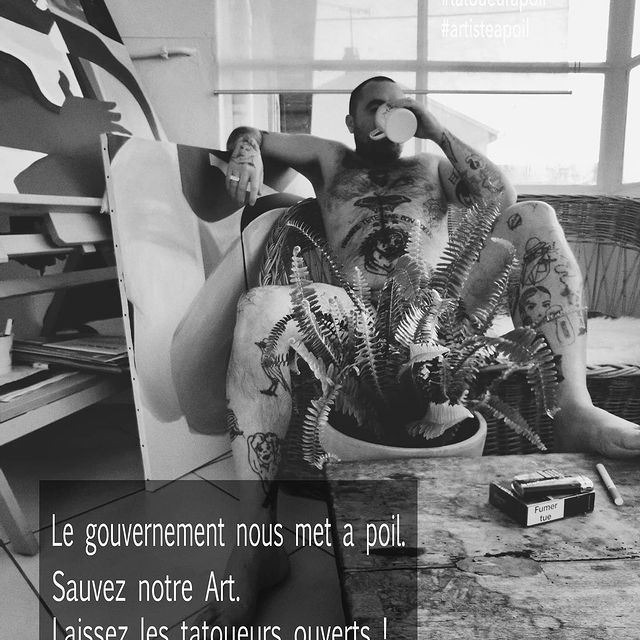 #tatoueurapoil
#artisteapoil
Fumer
tue
Le gouvernement nous met a poil.
Sauvez notre Art.
Laissez les tatoueurs ouverts !